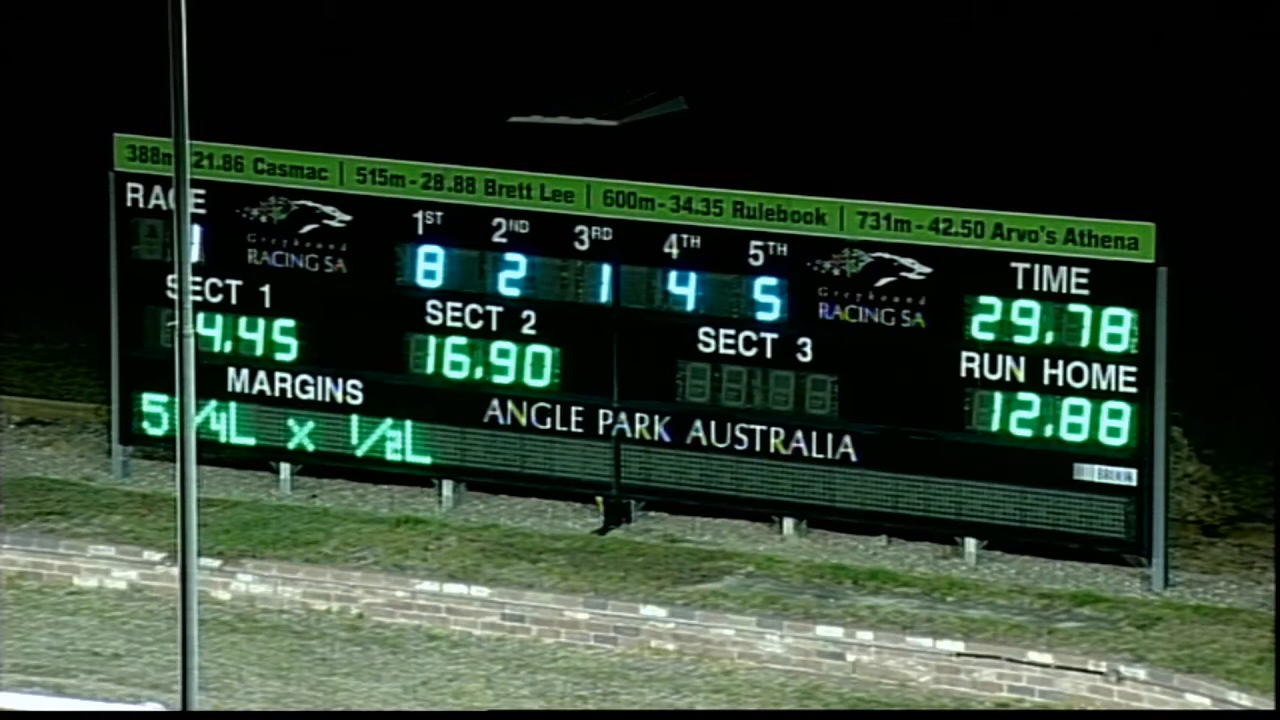 388m 21.86 Casmac | 515m-28.88 Brett Lee | 600m-34.35 Rulebook | 731m-42.50 Arvo's Athena
RACE 1ST 2ND 3RD 4TH 5TH TIME
8 2 1 4 5 29.78
Greyhound RACING SA Greyhound RACING SA
SECT 1 SECT 2 SECT 3 RUN HOME
4.45 16.90 12.88
MARGINS ANGLE PARK AUSTRALIA
5 1/4L x 1/2L